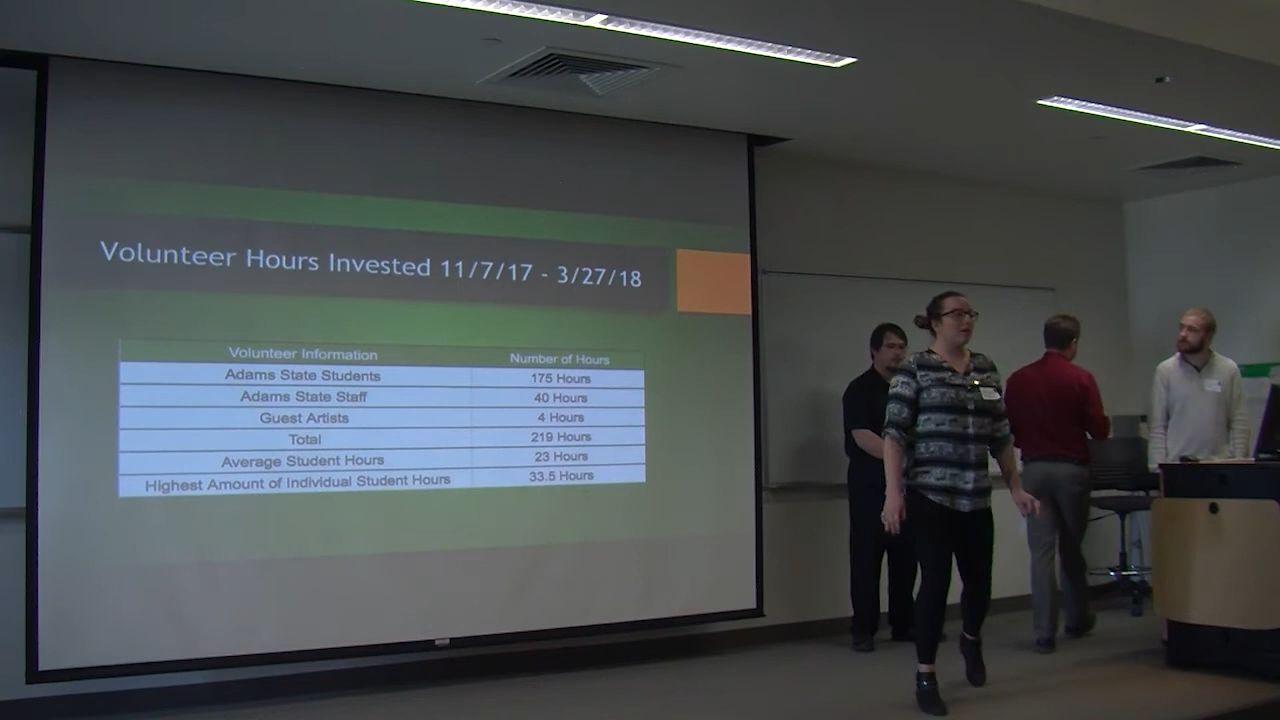 Volunteer Hours Invested 11/7/17 - 3/27/18
Volunteer Information Number of Hours
Adams State Students 175 Hours
Adams State Staff 40 Hours
Guest Artists 4 Hours
Total 219 Hours
Average Student Hours 23 Hours
Highest Amount of Individual Student Hours 33.5 Hours